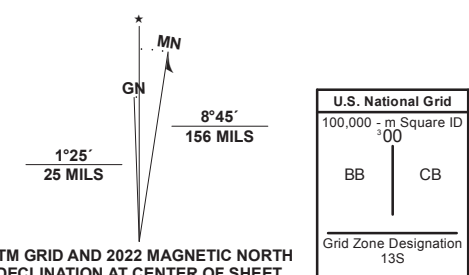 ★
MN
GN
8°45´
156 MILS
1°25´
25 MILS
TM GRID AND 2022 MAGNETIC NORTH
DECLINATION AT CENTER OF SHEET
U.S. National Grid
100,000 - m Square ID
³00
BB
CB
Grid Zone Designation
13S